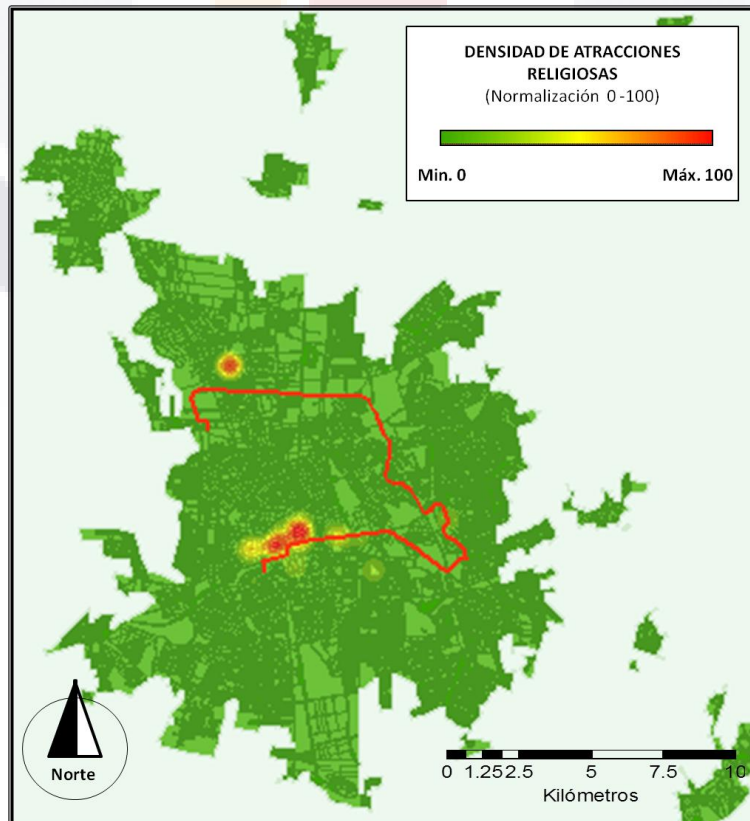 DENSIDAD DE ATRACCIONES
RELIGIOSAS
(Normalización 0 -100)
Min. 0 Máx. 100
Norte
0 1.25 2.5 5 7.5 10
Kilómetros